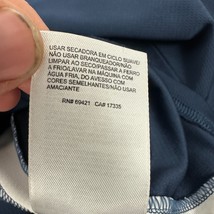 USAR SECADORA EM CICLO SUAVE/
NÃO USAR BRANQUEADOR/NÃO
LIMPAR AO SECO/PASSAR A FERRO
A FRIO/LAVAR NA MÁQUINA COM
ÁGUA FRIA, DO AVESSO E COM
CORES SEMELHANTES/NÃO USAR
AMACIANTE
RN# 69421 CA# 17335